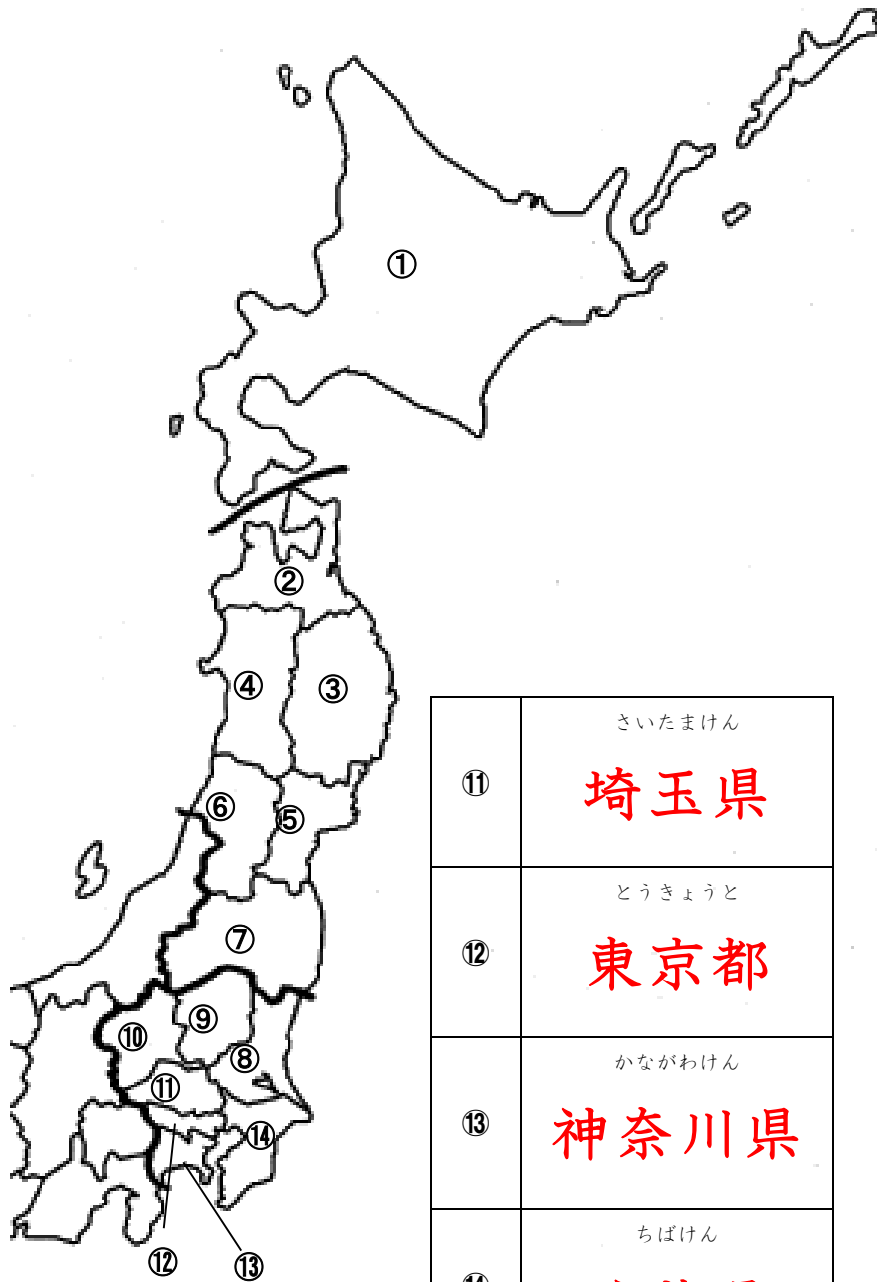 ①
②
④
③
⑥
⑤
⑦
⑨
⑩
⑧
⑪
⑭
⑫
⑬
⑪
さいたまけん
埼玉県
⑫
とうきょうと
東京都
⑬
かながわけん
神奈川県
⑭
ちばけん